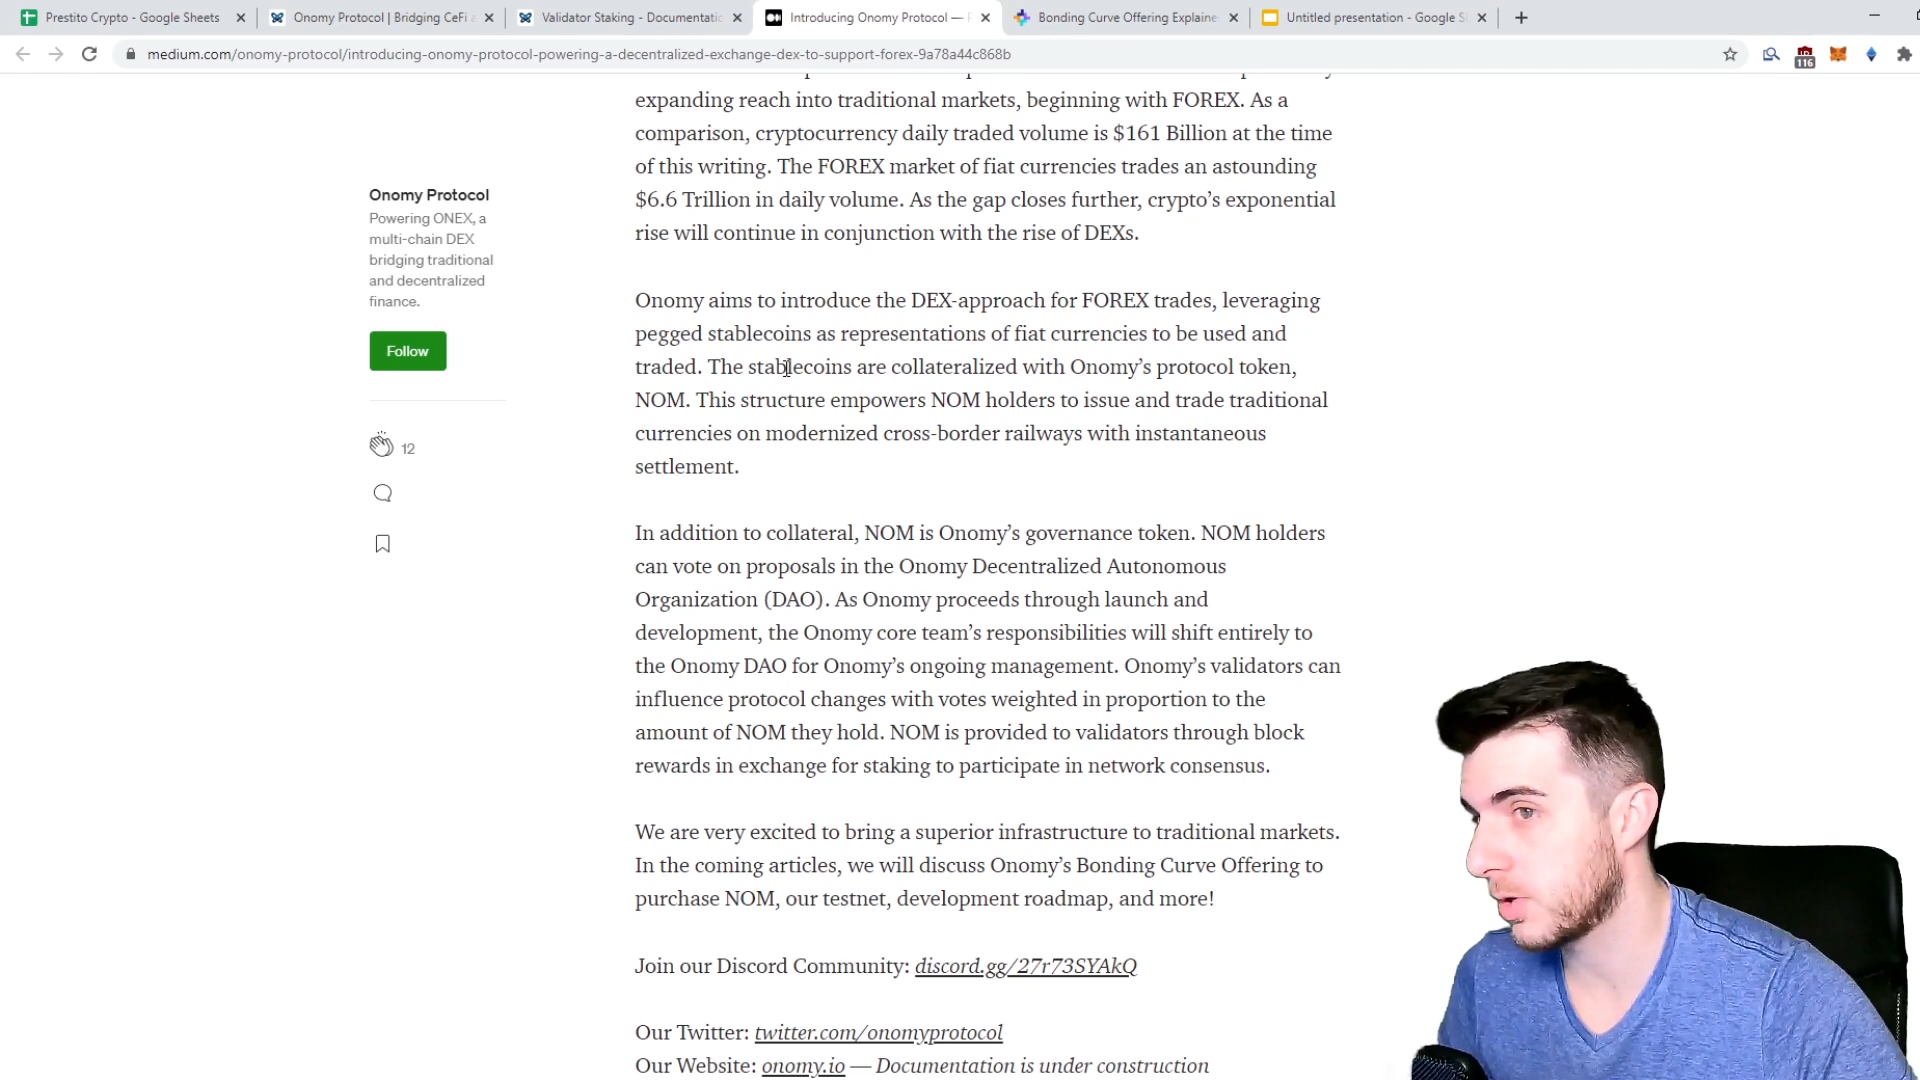 Prestito Crypto - Google Sheets
Onomy Protocol | Bridging CeFi a
Validator Staking - Documentatio
Introducing Onomy Protocol — P
Bonding Curve Offering Explaine
Untitled presentation - Google Sl
medium.com/onomy-protocol/introducing-onomy-protocol-powering-a-decentralized-exchange-dex-to-support-forex-9a78a44c868b
116
Onomy Protocol
Powering ONEX, a
multi-chain DEX
bridging traditional
and decentralized
finance.
Follow
12
expanding reach into traditional markets, beginning with FOREX. As a
comparison, cryptocurrency daily traded volume is $161 Billion at the time
of this writing. The FOREX market of fiat currencies trades an astounding
$6.6 Trillion in daily volume. As the gap closes further, crypto’s exponential
rise will continue in conjunction with the rise of DEXs.
Onomy aims to introduce the DEX-approach for FOREX trades, leveraging
pegged stablecoins as representations of fiat currencies to be used and
traded. The stablecoins are collateralized with Onomy’s protocol token,
NOM. This structure empowers NOM holders to issue and trade traditional
currencies on modernized cross-border railways with instantaneous
settlement.
In addition to collateral, NOM is Onomy’s governance token. NOM holders
can vote on proposals in the Onomy Decentralized Autonomous
Organization (DAO). As Onomy proceeds through launch and
development, the Onomy core team’s responsibilities will shift entirely to
the Onomy DAO for Onomy’s ongoing management. Onomy’s validators can
influence protocol changes with votes weighted in proportion to the
amount of NOM they hold. NOM is provided to validators through block
rewards in exchange for staking to participate in network consensus.
We are very excited to bring a superior infrastructure to traditional markets.
In the coming articles, we will discuss Onomy’s Bonding Curve Offering to
purchase NOM, our testnet, development roadmap, and more!
Join our Discord Community: discord.gg/27r73SYAkQ
Our Twitter: twitter.com/onomyprotocol
Our Website: onomy.io — Documentation is under construction